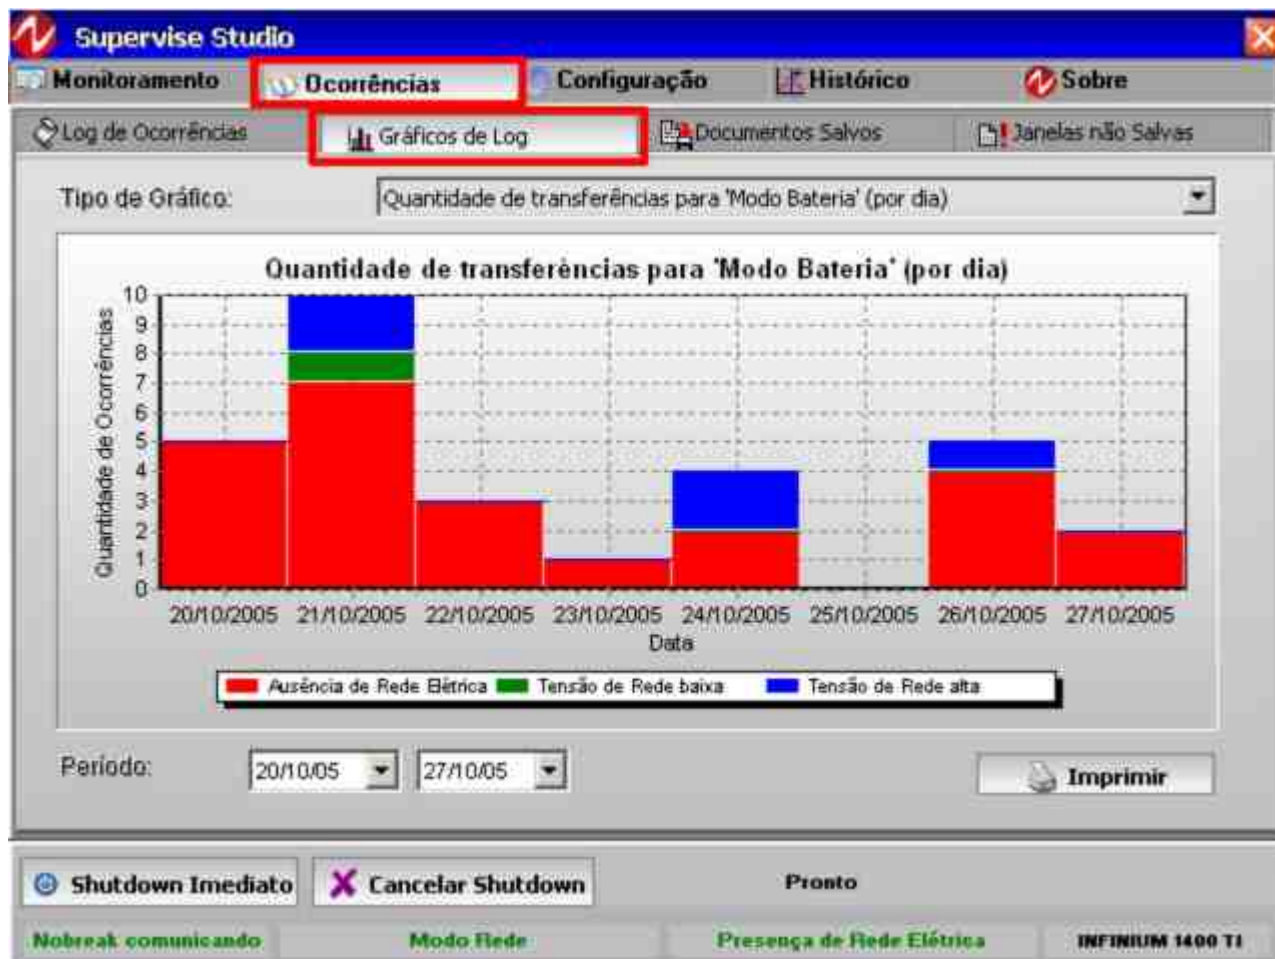 Supervise Studio
Monitoramento Ocorrências Configuração Histórico Sobre
Log de Ocorrências Gráficos de Log Documentos Salvos Janelas não Salvas
Tipo de Gráfico: Quantidade de transferências para 'Modo Bateria' (por dia)
Quantidade de transferências para 'Modo Bateria' (por dia)
Quantidade de Ocorrências
10
9
8
7
6
5
4
3
2
1
0
20/10/2005 21/10/2005 22/10/2005 23/10/2005 24/10/2005 25/10/2005 26/10/2005 27/10/2005
Data
Ausência de Rede Elétrica Tensão de Rede baixa Tensão de Rede alta
Período: 20/10/05 27/10/05 Imprimir
Shutdown Imediato Cancelar Shutdown Pronto
Nobreak comunicando Modo Rede Presença de Rede Elétrica INFINIUM 1400 TI